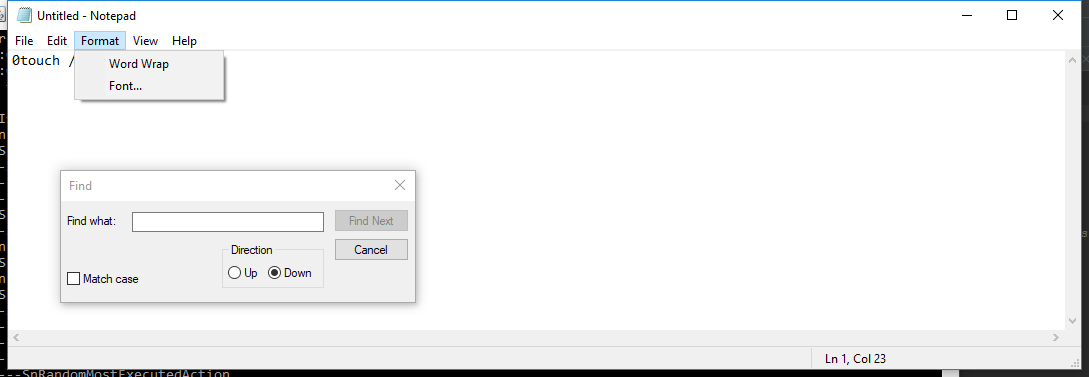 Untitled - Notepad
File Edit Format View Help
0touch /
Word Wrap
Font...
Find
Find what:
Find Next
Cancel
Direction
Up Down
Match case
Ln 1, Col 23
---SnRandomMostExecutedAction